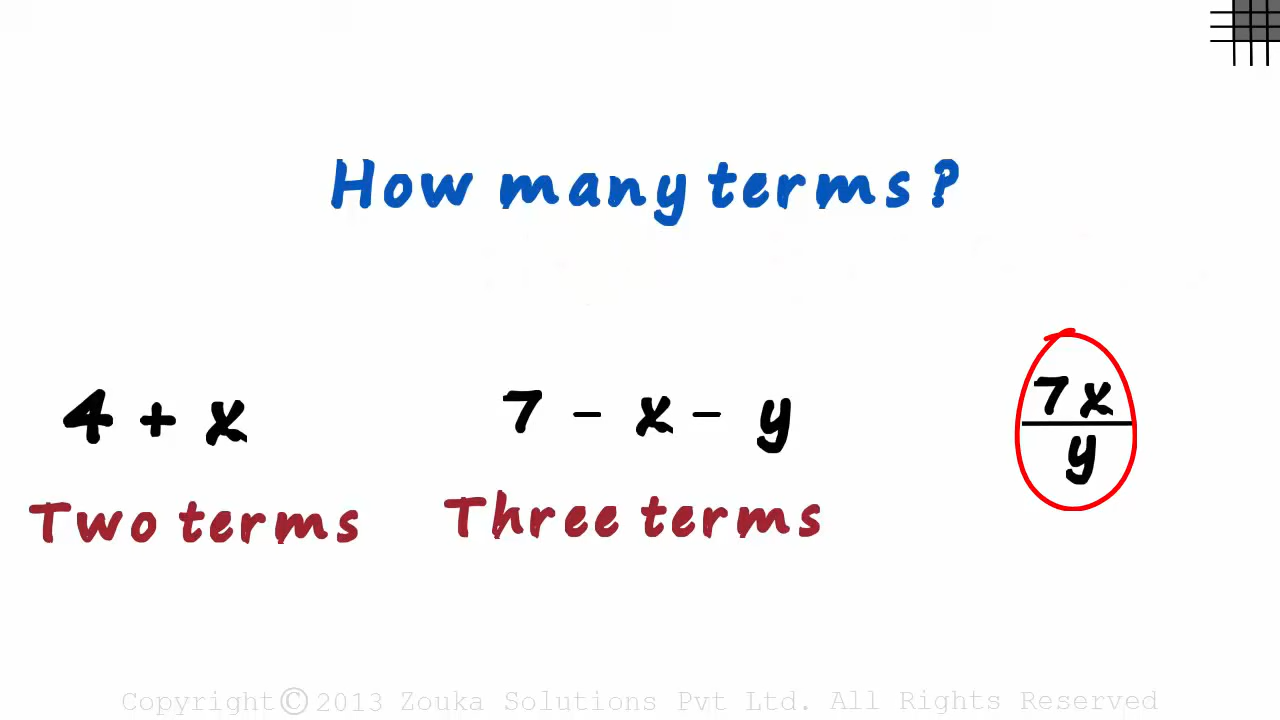 How many terms?
4 + x
7 - x - y
7x
y
Two terms
Three terms
Copyright© 2013 Zouka Solutions Pvt Ltd. All Rights Reserved